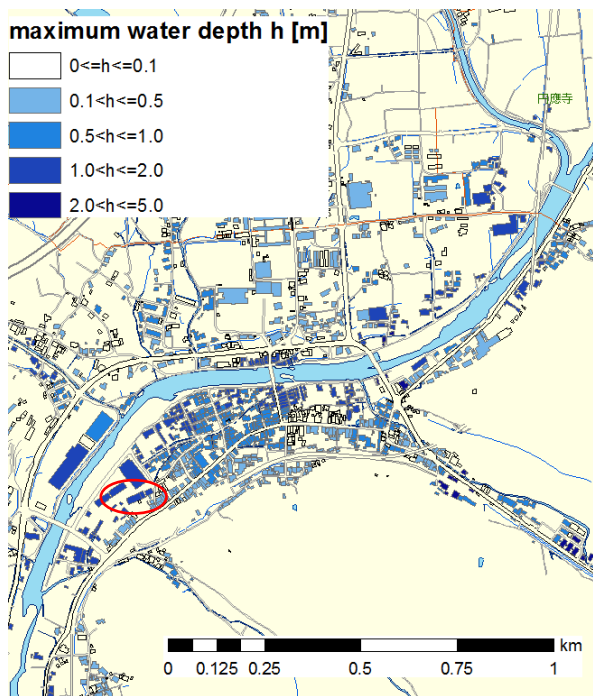 maximum water depth h [m]
0<=h<=0.1
0.1<h<=0.5
0.5<h<=1.0
1.0<h<=2.0
2.0<h<=5.0
円應寺
km
0 0.125 0.25 0.5 0.75 1